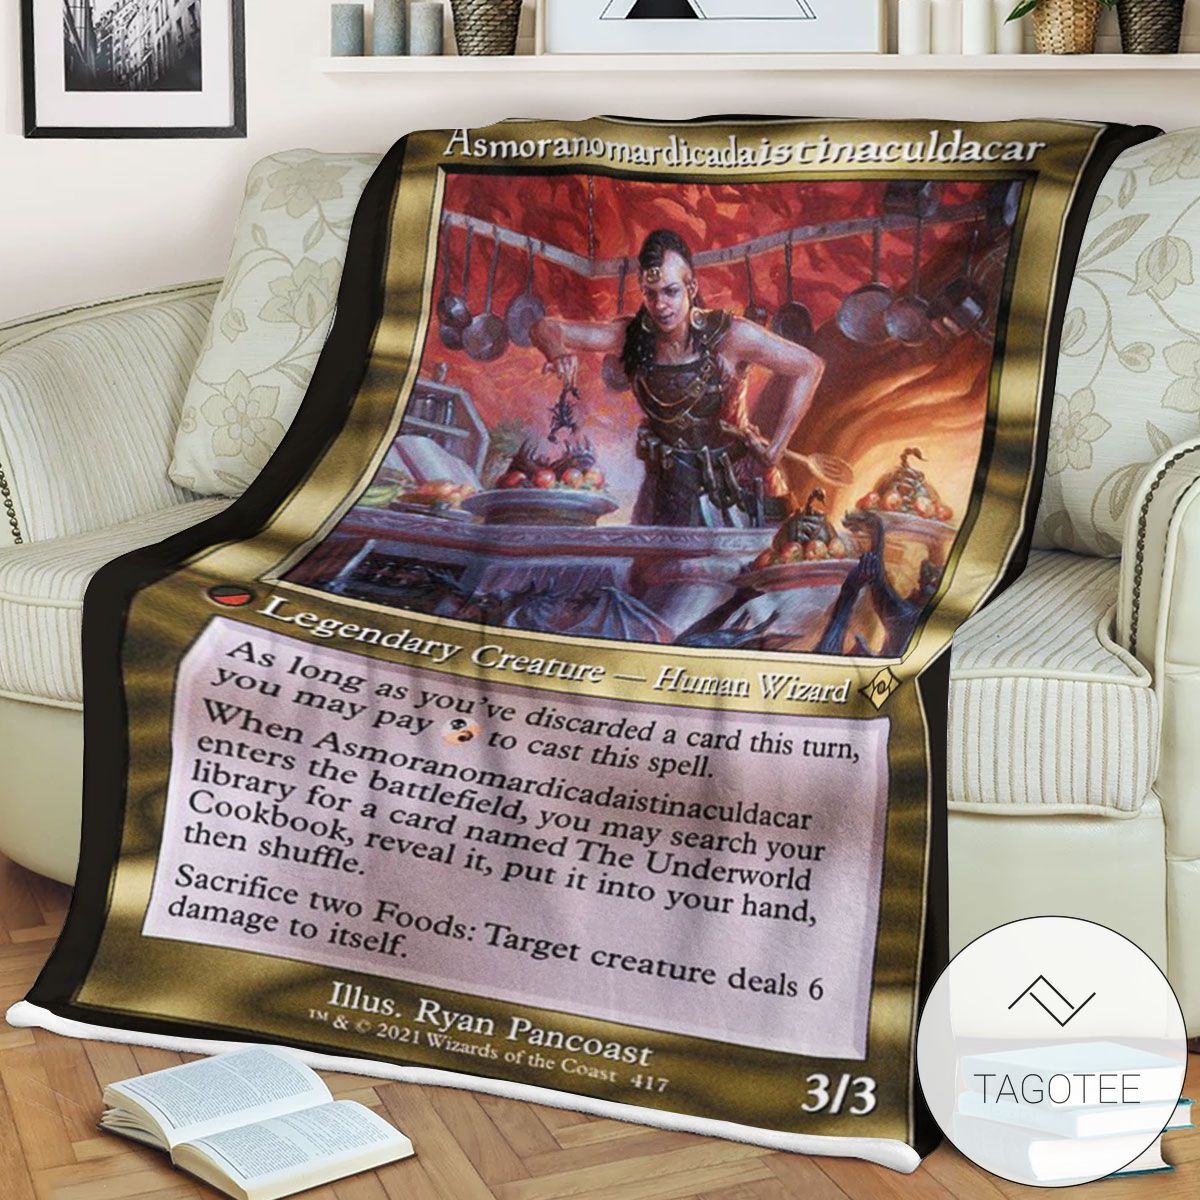 Asmoranomardicadaistinaculdacar
Legendary Creature — Human Wizard
As long as you've discarded a card this turn,
you may pay to cast this spell.
When Asmoranomardicadaistinaculdacar
enters the battlefield, you may search your
library for a card named The Underworld
Cookbook, reveal it, put it into your hand,
then shuffle.
Sacrifice two Foods: Target creature deals 6
damage to itself.
Illus. Ryan Pancoast
™ & © 2021 Wizards of the Coast 417
3/3
TAGOTEE